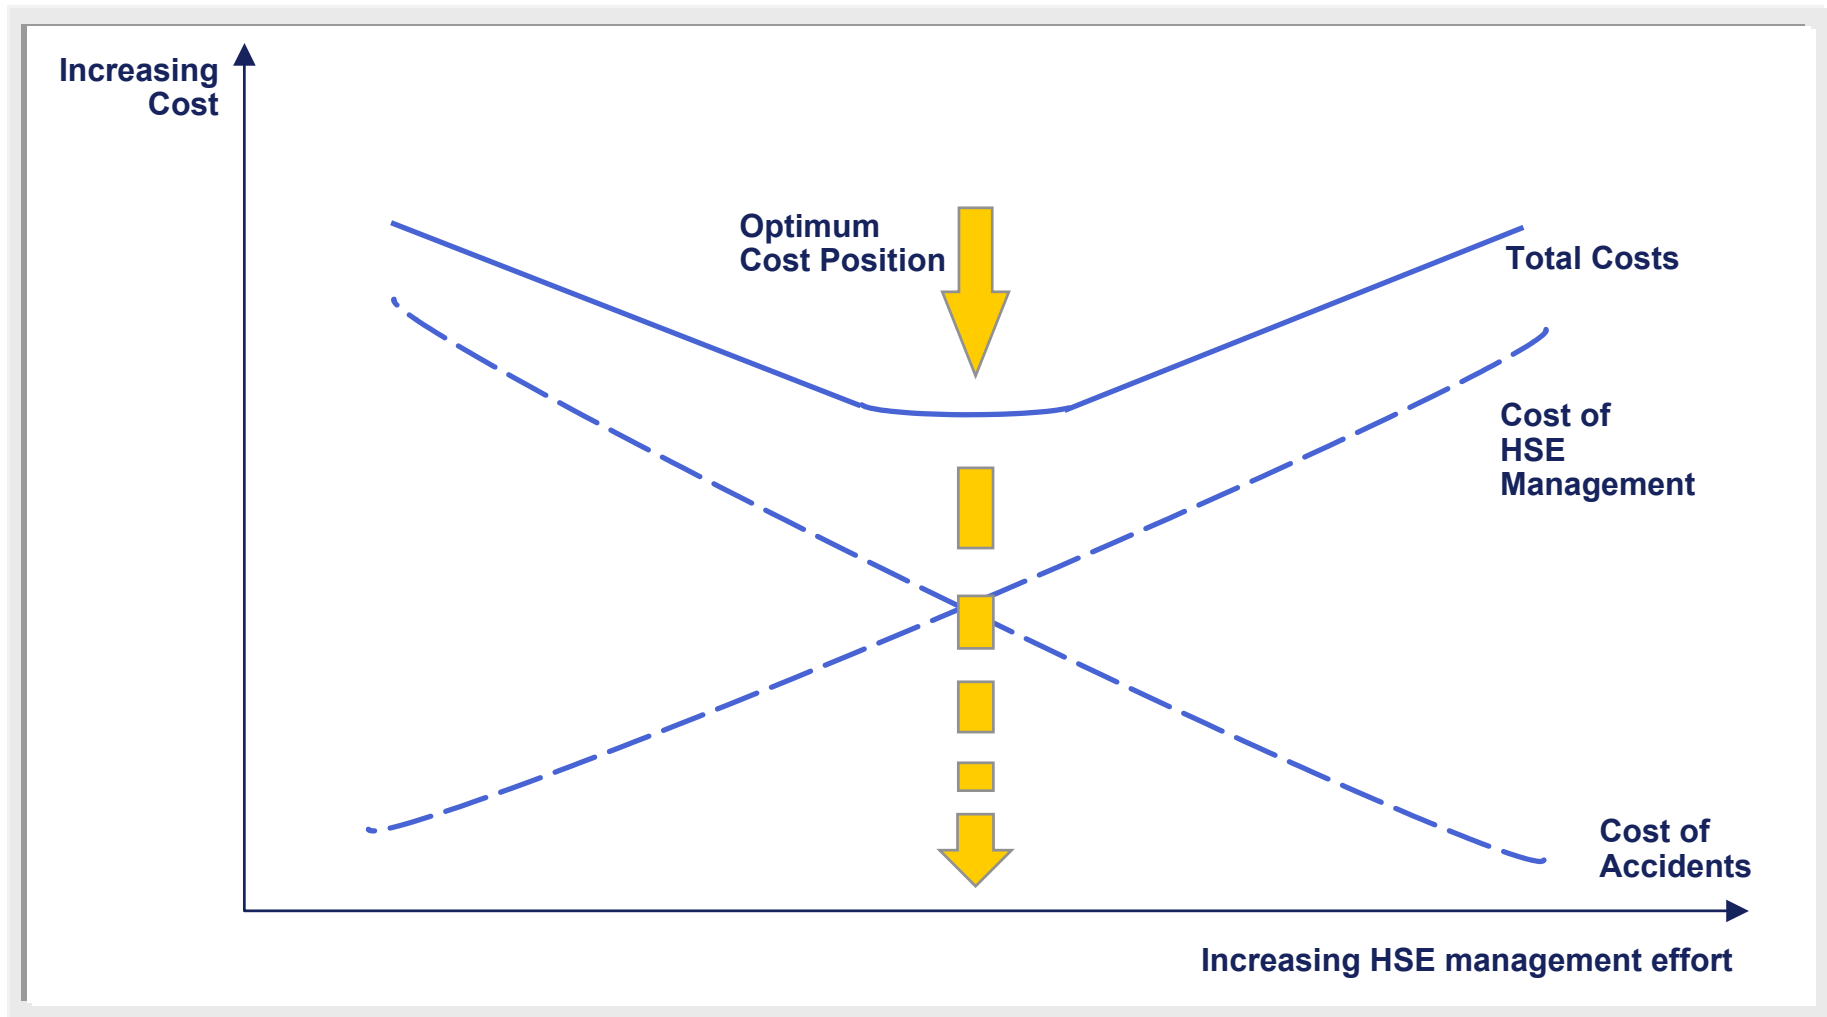 Increasing
Cost
Optimum
Cost Position
Total Costs
Cost of
HSE
Management
Cost of
Accidents
Increasing HSE management effort